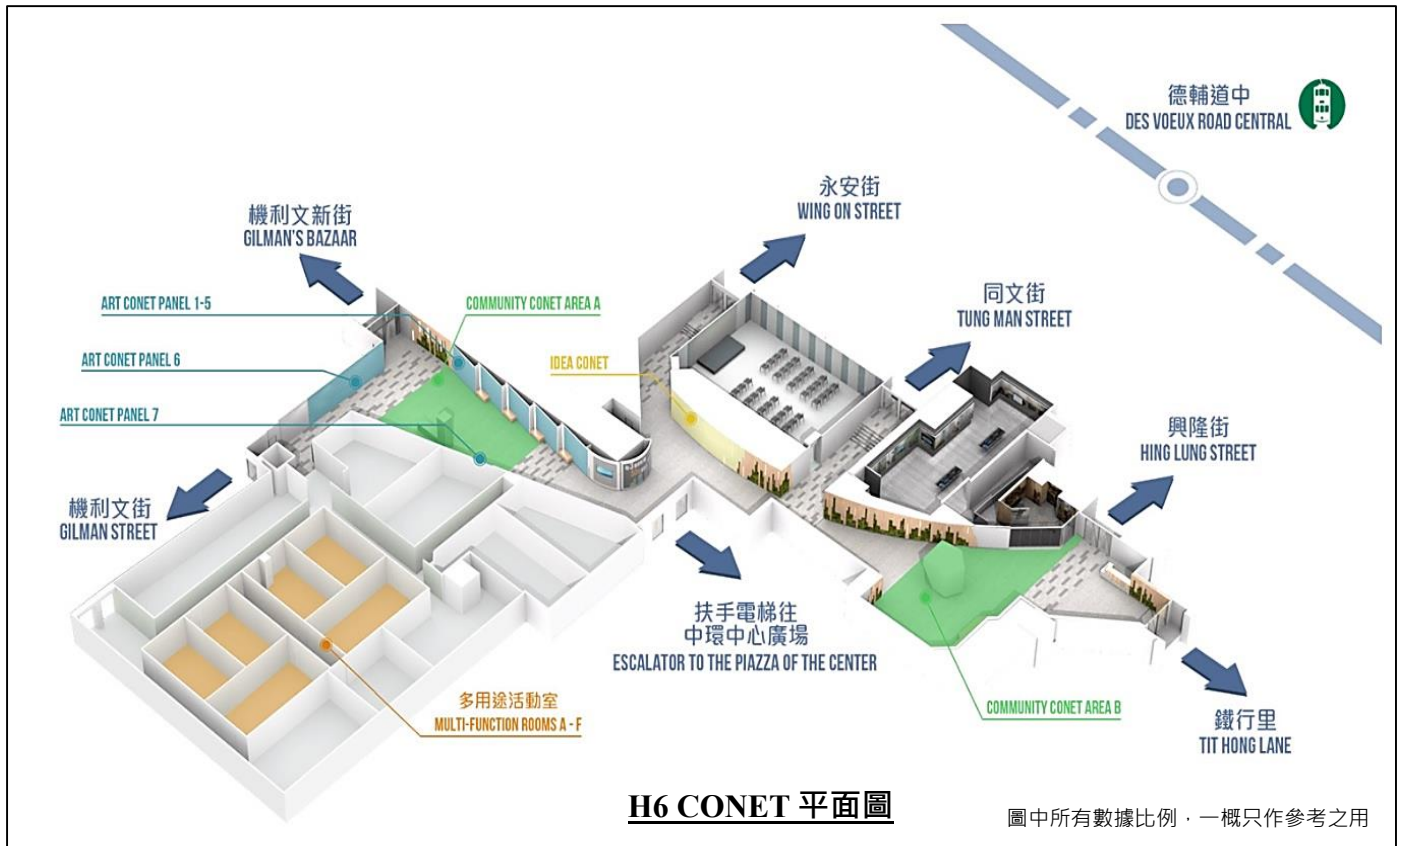 德輔道中
DES VOEUX ROAD CENTRAL
永安街
WING ON STREET
機利文新街
GILMAN'S BAZAAR
同文街
TUNG MAN STREET
ART CONET PANEL 1-5
COMMUNITY CONET AREA A
ART CONET PANEL 6
IDEA CONET
ART CONET PANEL 7
興隆街
HING LUNG STREET
機利文街
GILMAN STREET
扶手電梯往
中環中心廣場
ESCALATOR TO THE PIAZZA OF THE CENTER
多用途活動室
MULTI-FUNCTION ROOMS A - F
COMMUNITY CONET AREA B
鐵行里
TIT HONG LANE
H6 CONET 平面圖
圖中所有數據比例，一概只作參考之用